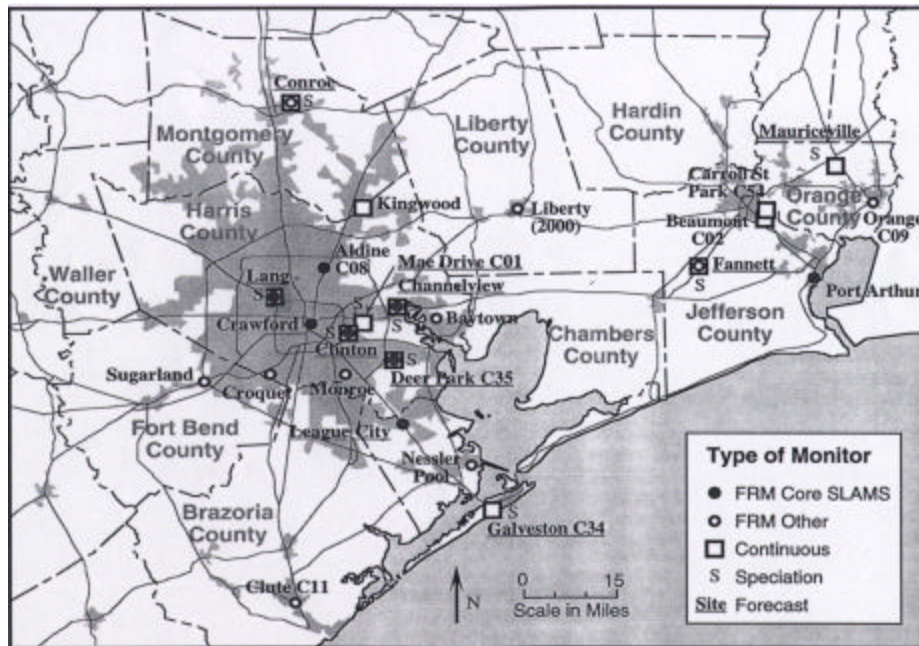 Conroe
S
Montgomery
County
Liberty
County
Hardin
County
Mauriceville
S
Carroll St
Park C54
Orange
County
Kingwood
Harris
County
Liberty
(2000)
Beaumont
C02
Orange
C09
Aldine
C08
Mae Drive C01
Lang
S
Channelview
S
Fannett
S
Waller
County
Crawford
S
Baytown
S
Clinton
Port Arthur
Jefferson
County
Chambers
County
S
Deer Park C35
Sugarland
Croquet
Monroe
Fort Bend
County
League City
Nessler
Pool
S
Galveston C34
Brazoria
County
Clute C11
N
0 15
Scale in Miles
Type of Monitor
FRM Core SLAMS
FRM Other
Continuous
S Speciation
Site Forecast